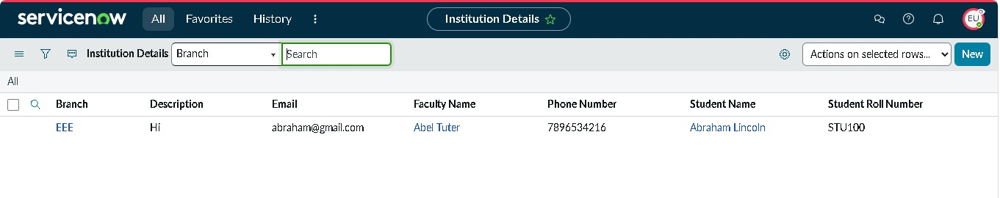 servicenow All Favorites History Institution Details EU
Institution Details Branch Search Actions on selected rows... New
All
Branch Description Email Faculty Name Phone Number Student Name Student Roll Number
EEE Hi abraham@gmail.com Abel Tuter 7896534216 Abraham Lincoln STU100